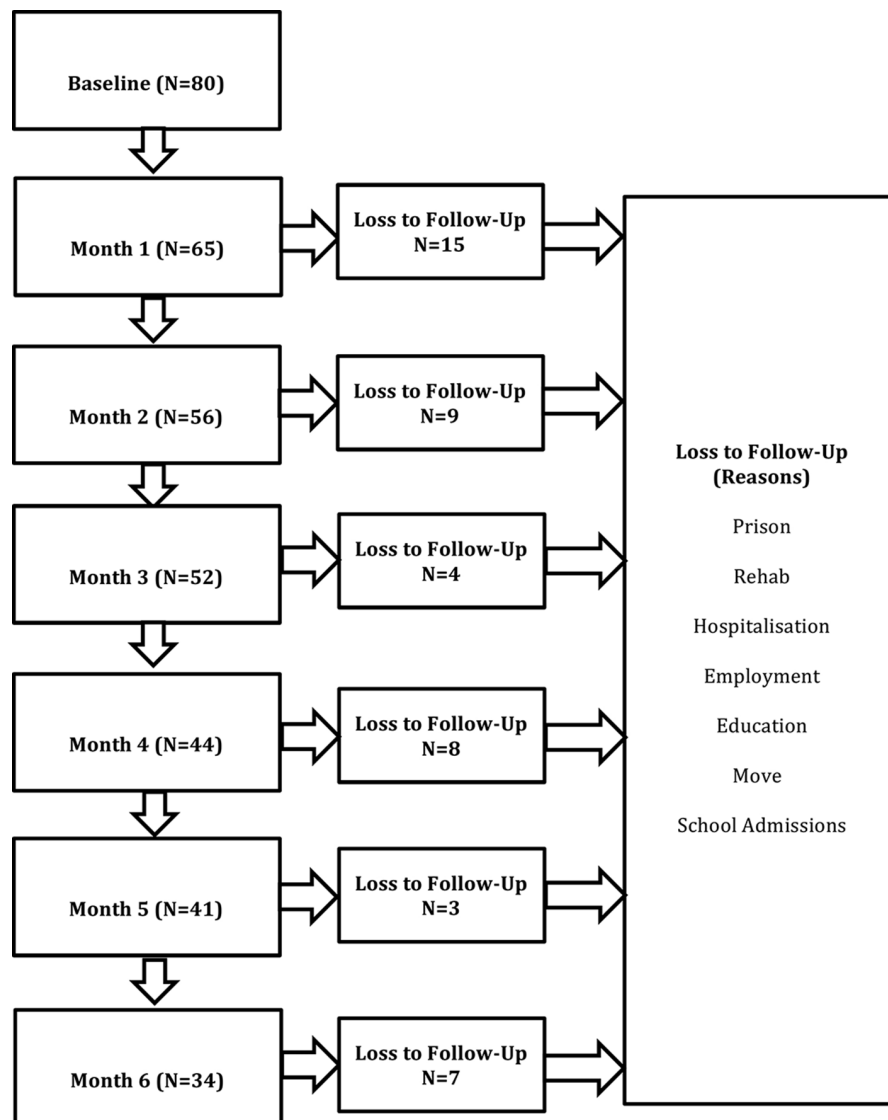 Baseline (N=80)
Month 1 (N=65)
Loss to Follow-Up
N=15
Month 2 (N=56)
Loss to Follow-Up
N=9
Month 3 (N=52)
Loss to Follow-Up
N=4
Month 4 (N=44)
Loss to Follow-Up
N=8
Month 5 (N=41)
Loss to Follow-Up
N=3
Month 6 (N=34)
Loss to Follow-Up
N=7
Loss to Follow-Up
(Reasons)
Prison
Rehab
Hospitalisation
Employment
Education
Move
School Admissions